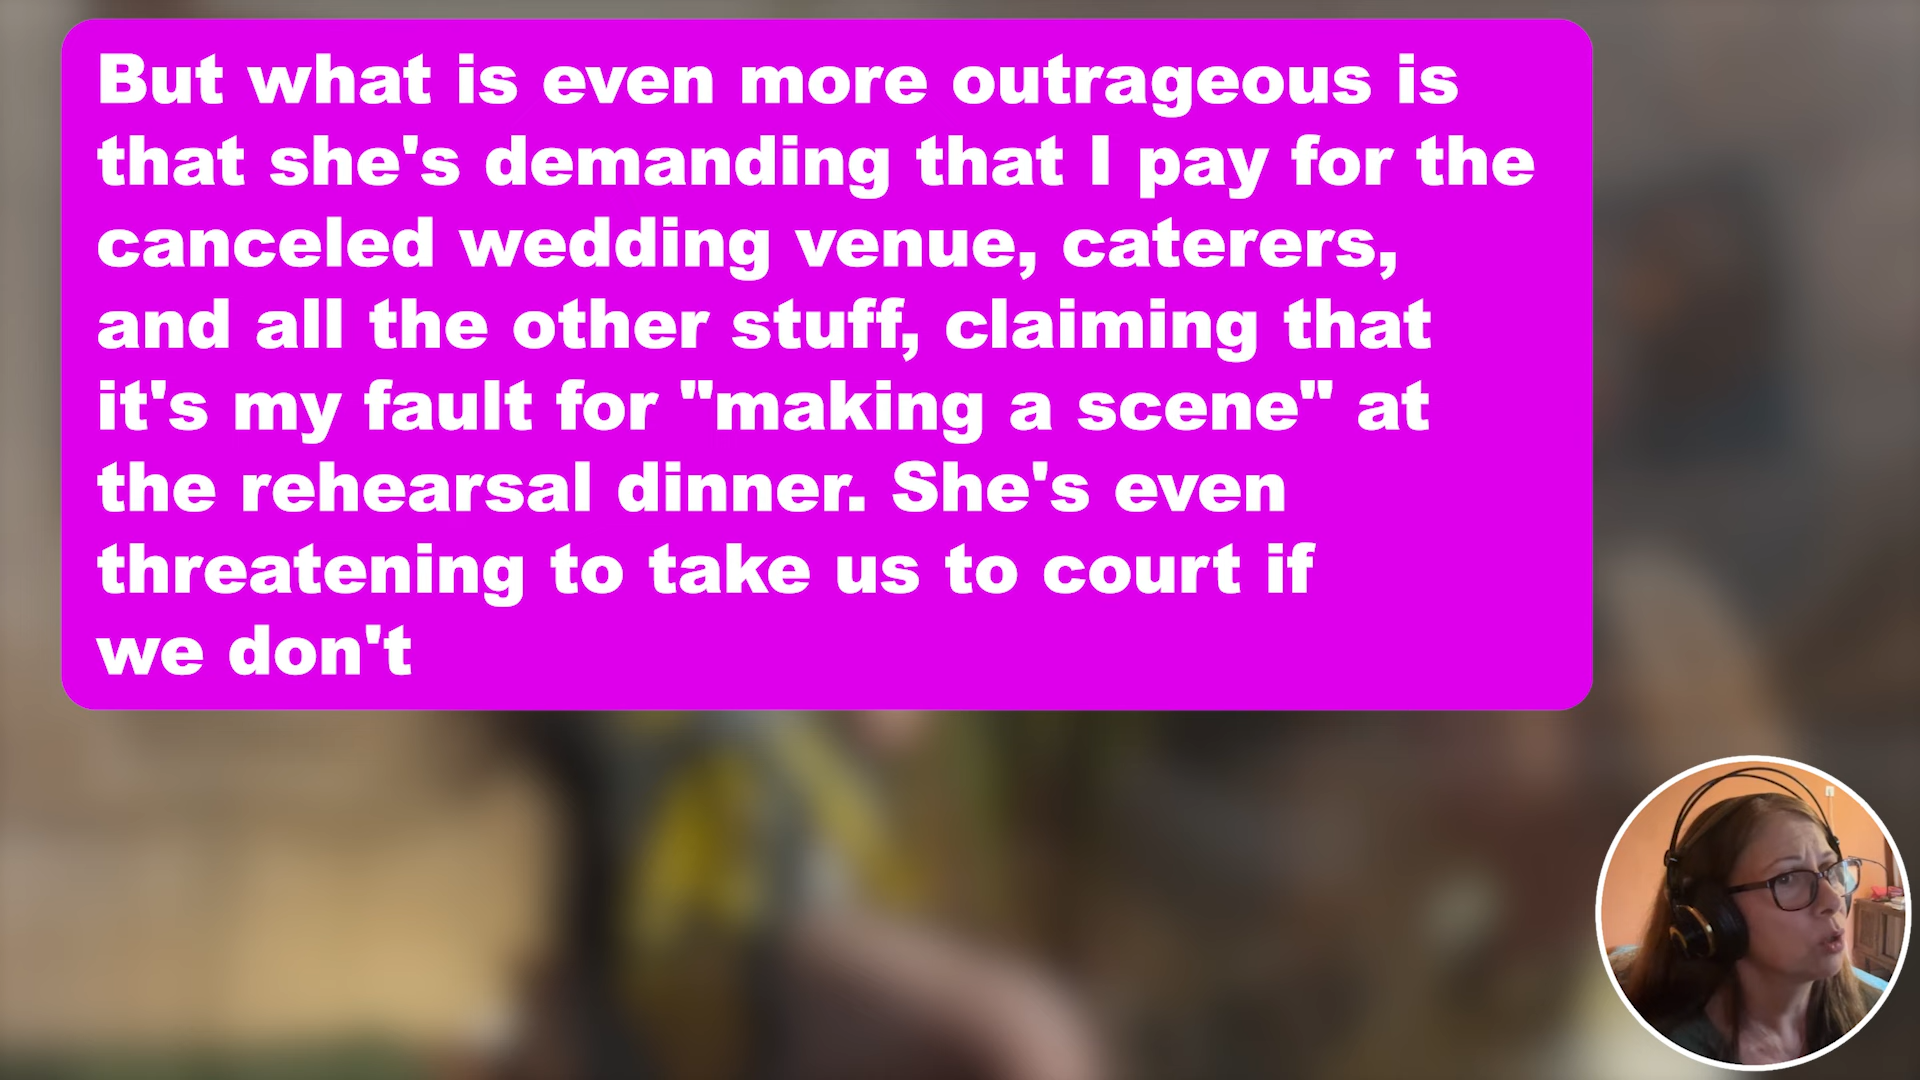 But what is even more outrageous is
that she's demanding that I pay for the
canceled wedding venue, caterers,
and all the other stuff, claiming that
it's my fault for "making a scene" at
the rehearsal dinner. She's even
threatening to take us to court if
we don't